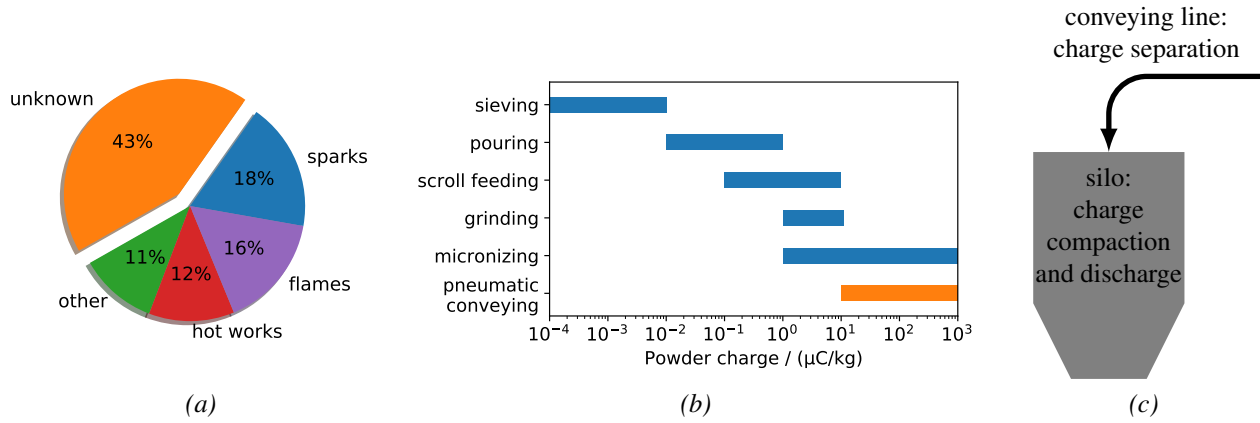 unknown
43%
sparks
18%
16%
flames
12%
hot works
11%
other
(a)
sieving
pouring
scroll feeding
grinding
micronizing
pneumatic
conveying
10⁻⁴ 10⁻³ 10⁻² 10⁻¹ 10⁰ 10¹ 10² 10³
Powder charge / (µC/kg)
(b)
conveying line:
charge separation
silo:
charge
compaction
and discharge
(c)